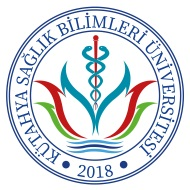 KÜTAHYA SAĞLIK BİLİMLERİ ÜNİVERSİTESİ
2018